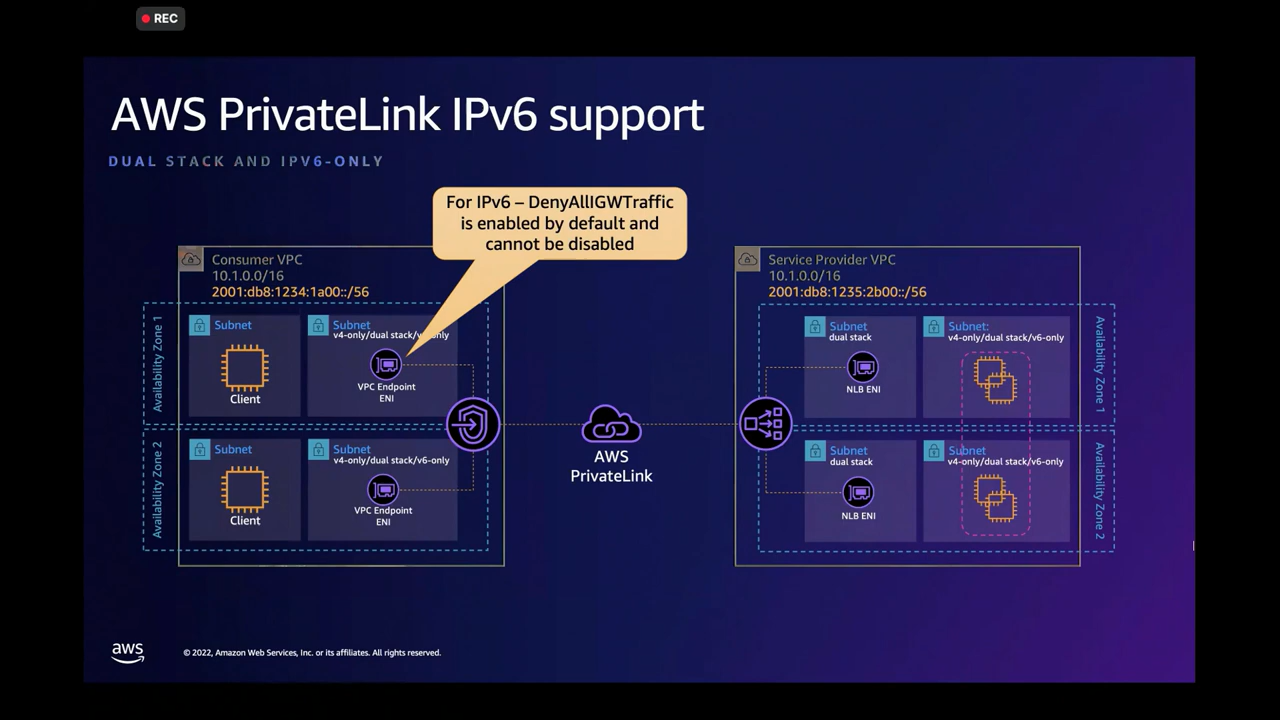 REC
AWS PrivateLink IPv6 support
DUAL STACK AND IPV6-ONLY
For IPv6 – DenyAllIGWTraffic
is enabled by default and
cannot be disabled
Consumer VPC
10.1.0.0/16
2001:db8:1234:1a00::/56
Availability Zone 1
Subnet
Client
Subnet
v4-only/dual stack/v6-only
VPC Endpoint
ENI
Availability Zone 2
Subnet
Client
Subnet
v4-only/dual stack/v6-only
VPC Endpoint
ENI
AWS
PrivateLink
Service Provider VPC
10.1.0.0/16
2001:db8:1235:2b00::/56
Subnet
dual stack
NLB ENI
Subnet:
v4-only/dual stack/v6-only
Availability Zone 1
Subnet
dual stack
NLB ENI
Subnet
v4-only/dual stack/v6-only
Availability Zone 2
aws
© 2022, Amazon Web Services, Inc. or its affiliates. All rights reserved.